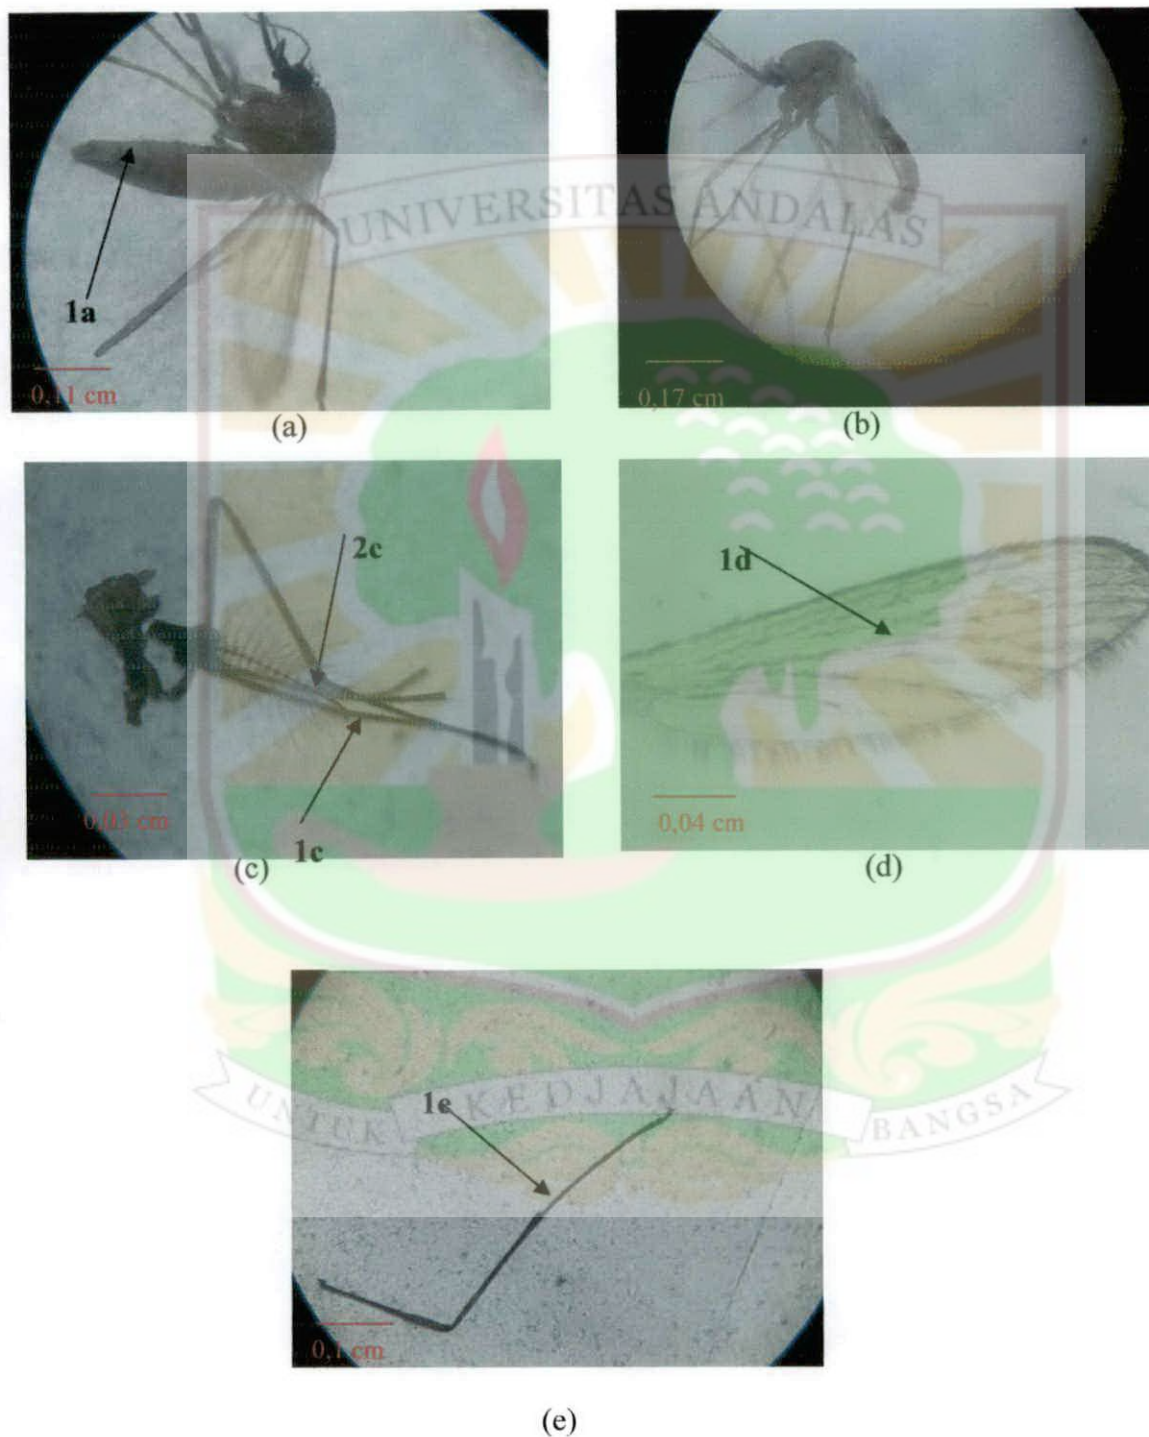 UNIVERSITAS ANDALAS
1a
0,11 cm
(a)
0,17 cm
(b)
2c
1c
0,03 cm
(c)
1d
0,04 cm
(d)
1e
UNTUK KEDJAJAAN BANGSA
0,1 cm
(e)